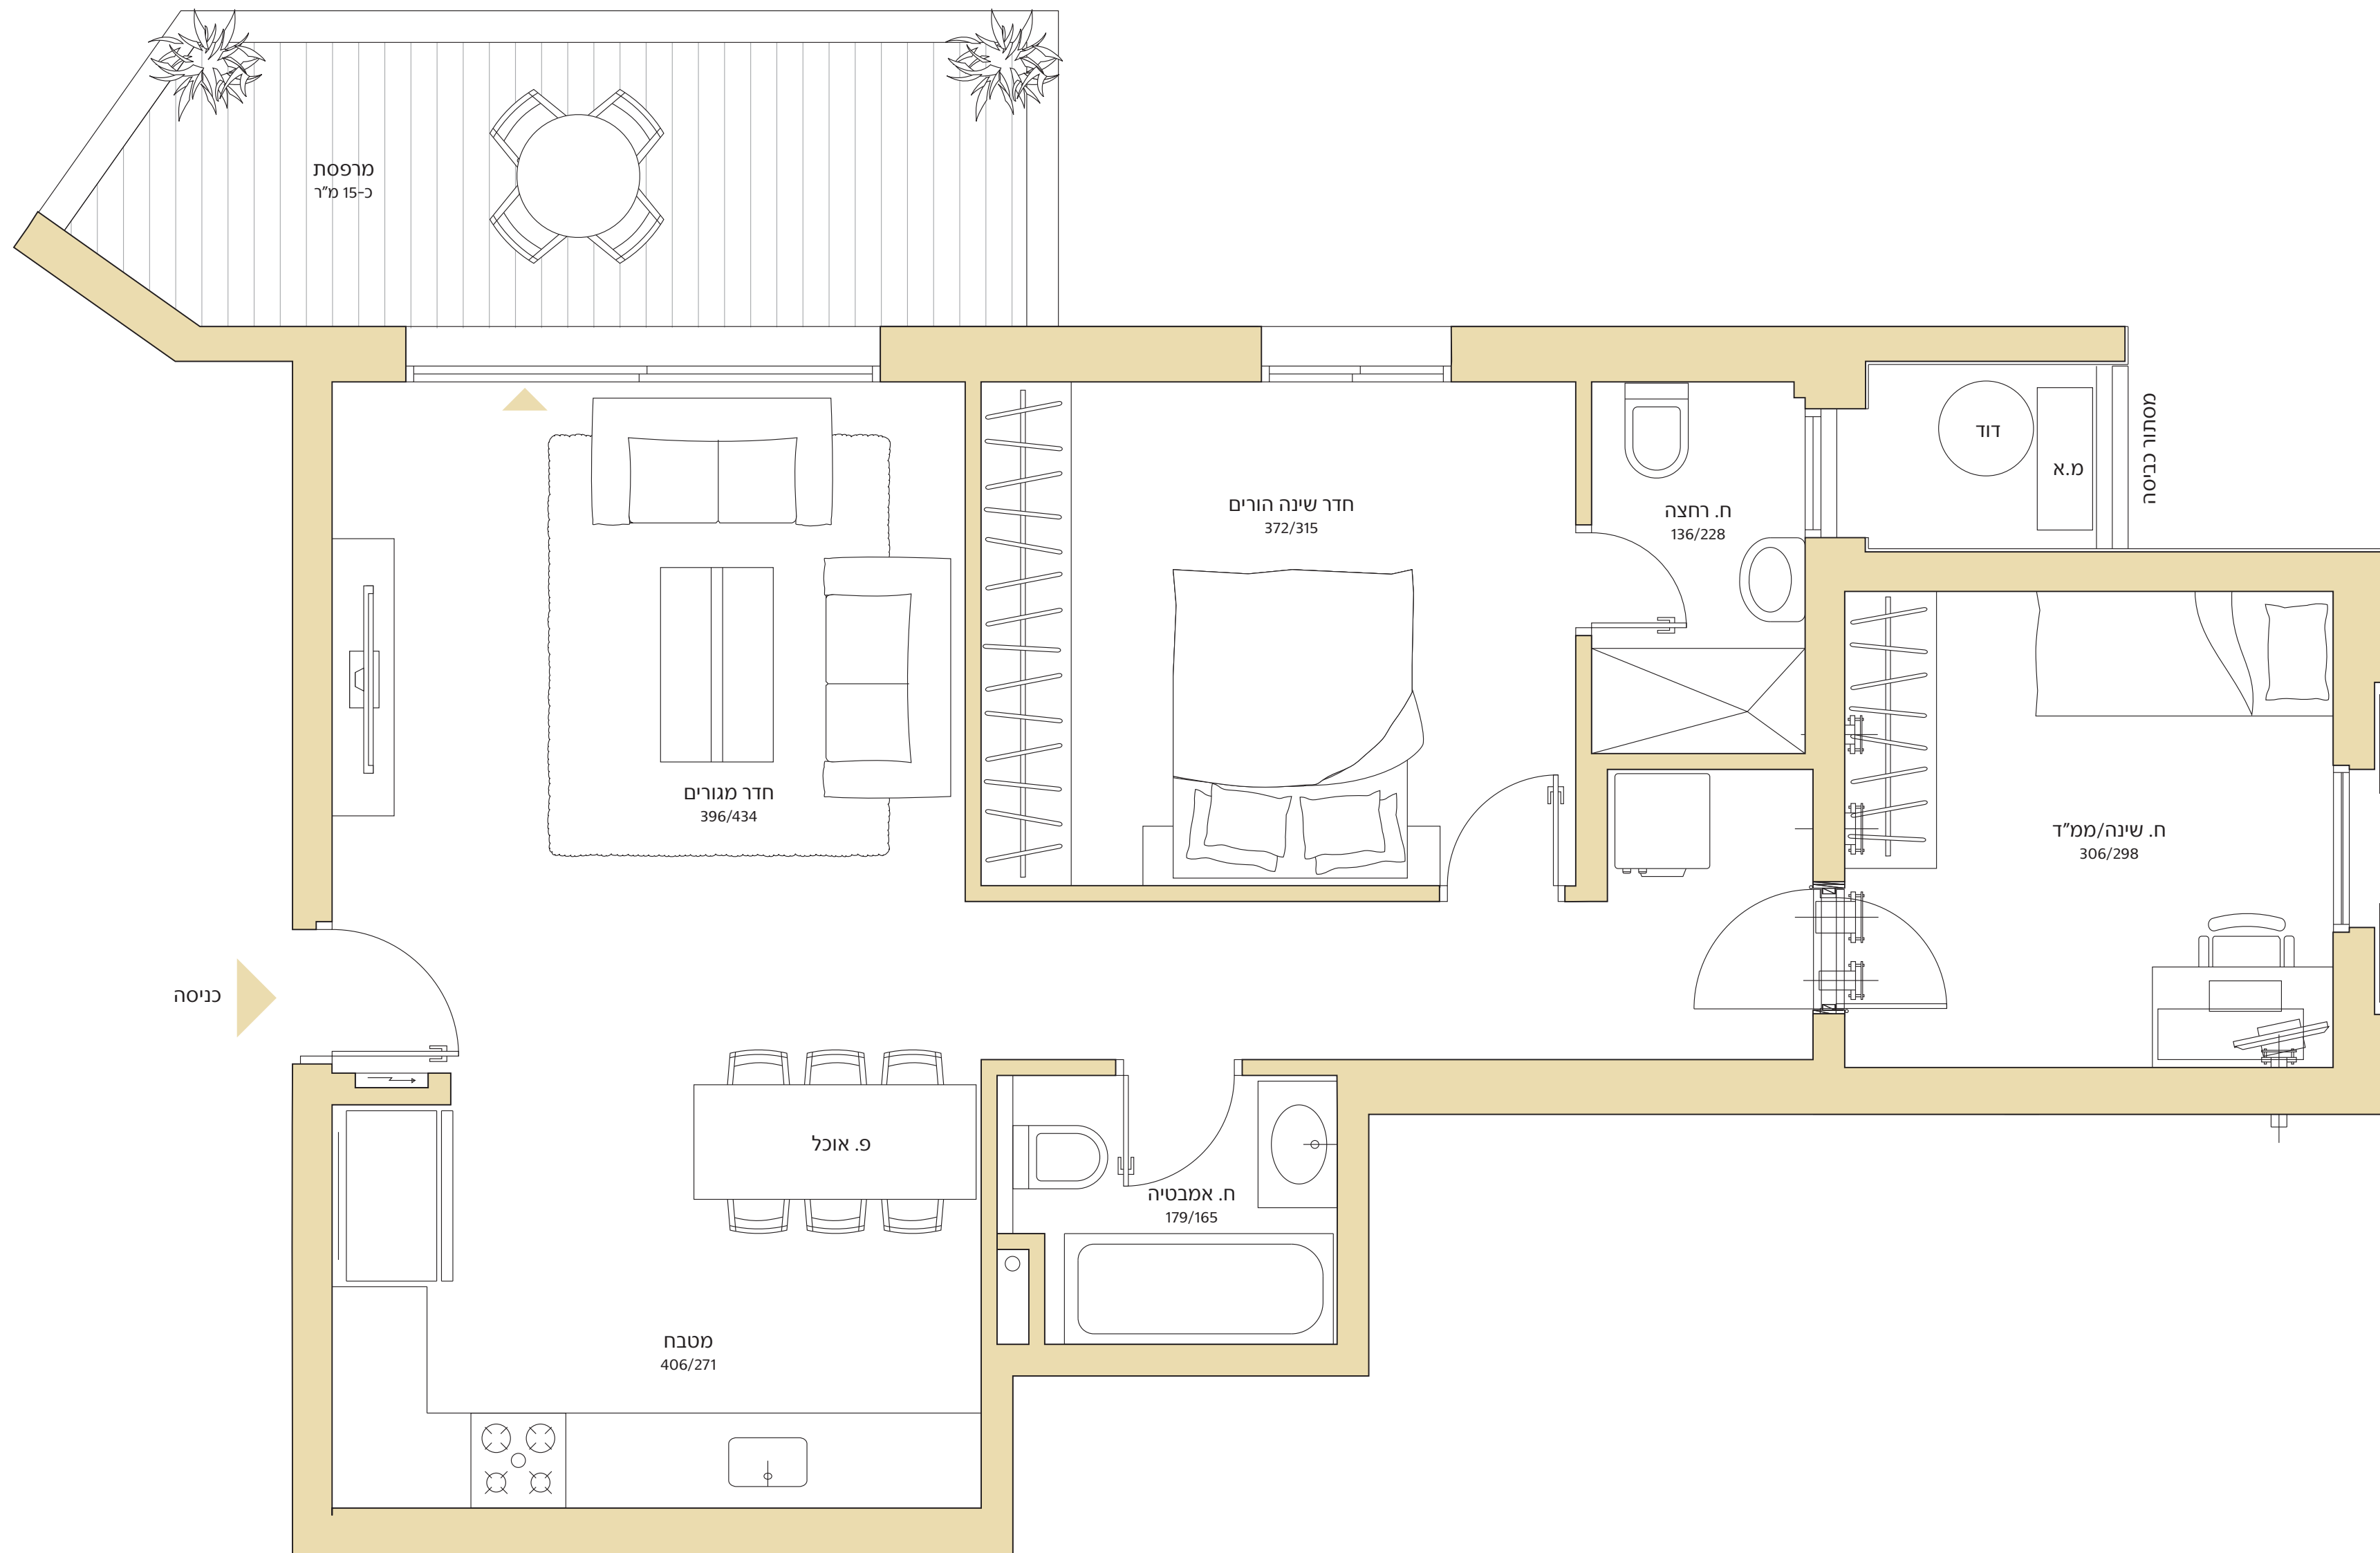 מרפסת
כ-15 מ"ר
דוד
מ.א
מסתור כביסה
חדר שינה הורים
372/315
ח. רחצה
136/228
חדר מגורים
396/434
ח. שינה/ממ"ד
306/298
כניסה
פ. אוכל
ח. אמבטיה
179/165
מטבח
406/271